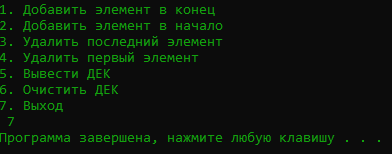 1. Добавить элемент в конец
2. Добавить элемент в начало
3. Удалить последний элемент
4. Удалить первый элемент
5. Вывести ДЕК
6. Очистить ДЕК
7. Выход
7
Программа завершена, нажмите любую клавишу . . .